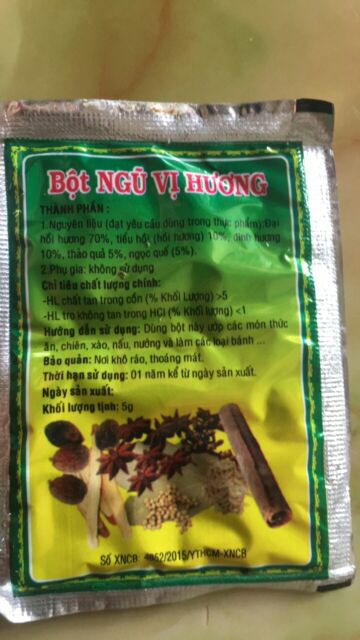 BỘT NGŨ VỊ HƯƠNG
THÀNH PHẦN :
1.Nguyên liệu (đạt yêu cầu dùng trong thực phẩm):Đại
hồi hương 70%, tiểu hồi (hồi hương) 10%, đinh hương
10%, thảo quả 5%, ngọc quế (5%).
2.Phụ gia: không sử dụng
Chỉ tiêu chất lượng chính:
-HL chất tan trong cồn (% Khối Lượng) >5
-HL tro không tan trong HCl (% Khối Lượng) <1
Hướng dẫn sử dụng: Dùng bột này ướp các món thức
ăn, chiên, xào, nấu, nướng và làm các loại bánh ...
Bảo quản: Nơi khô ráo, thoáng mát.
Thời hạn sử dụng: 01 năm kể từ ngày sản xuất.
Ngày sản xuất:
Khối lượng tịnh: 5g
Số XNCB: 4652/2015/YTHCM-XNCB